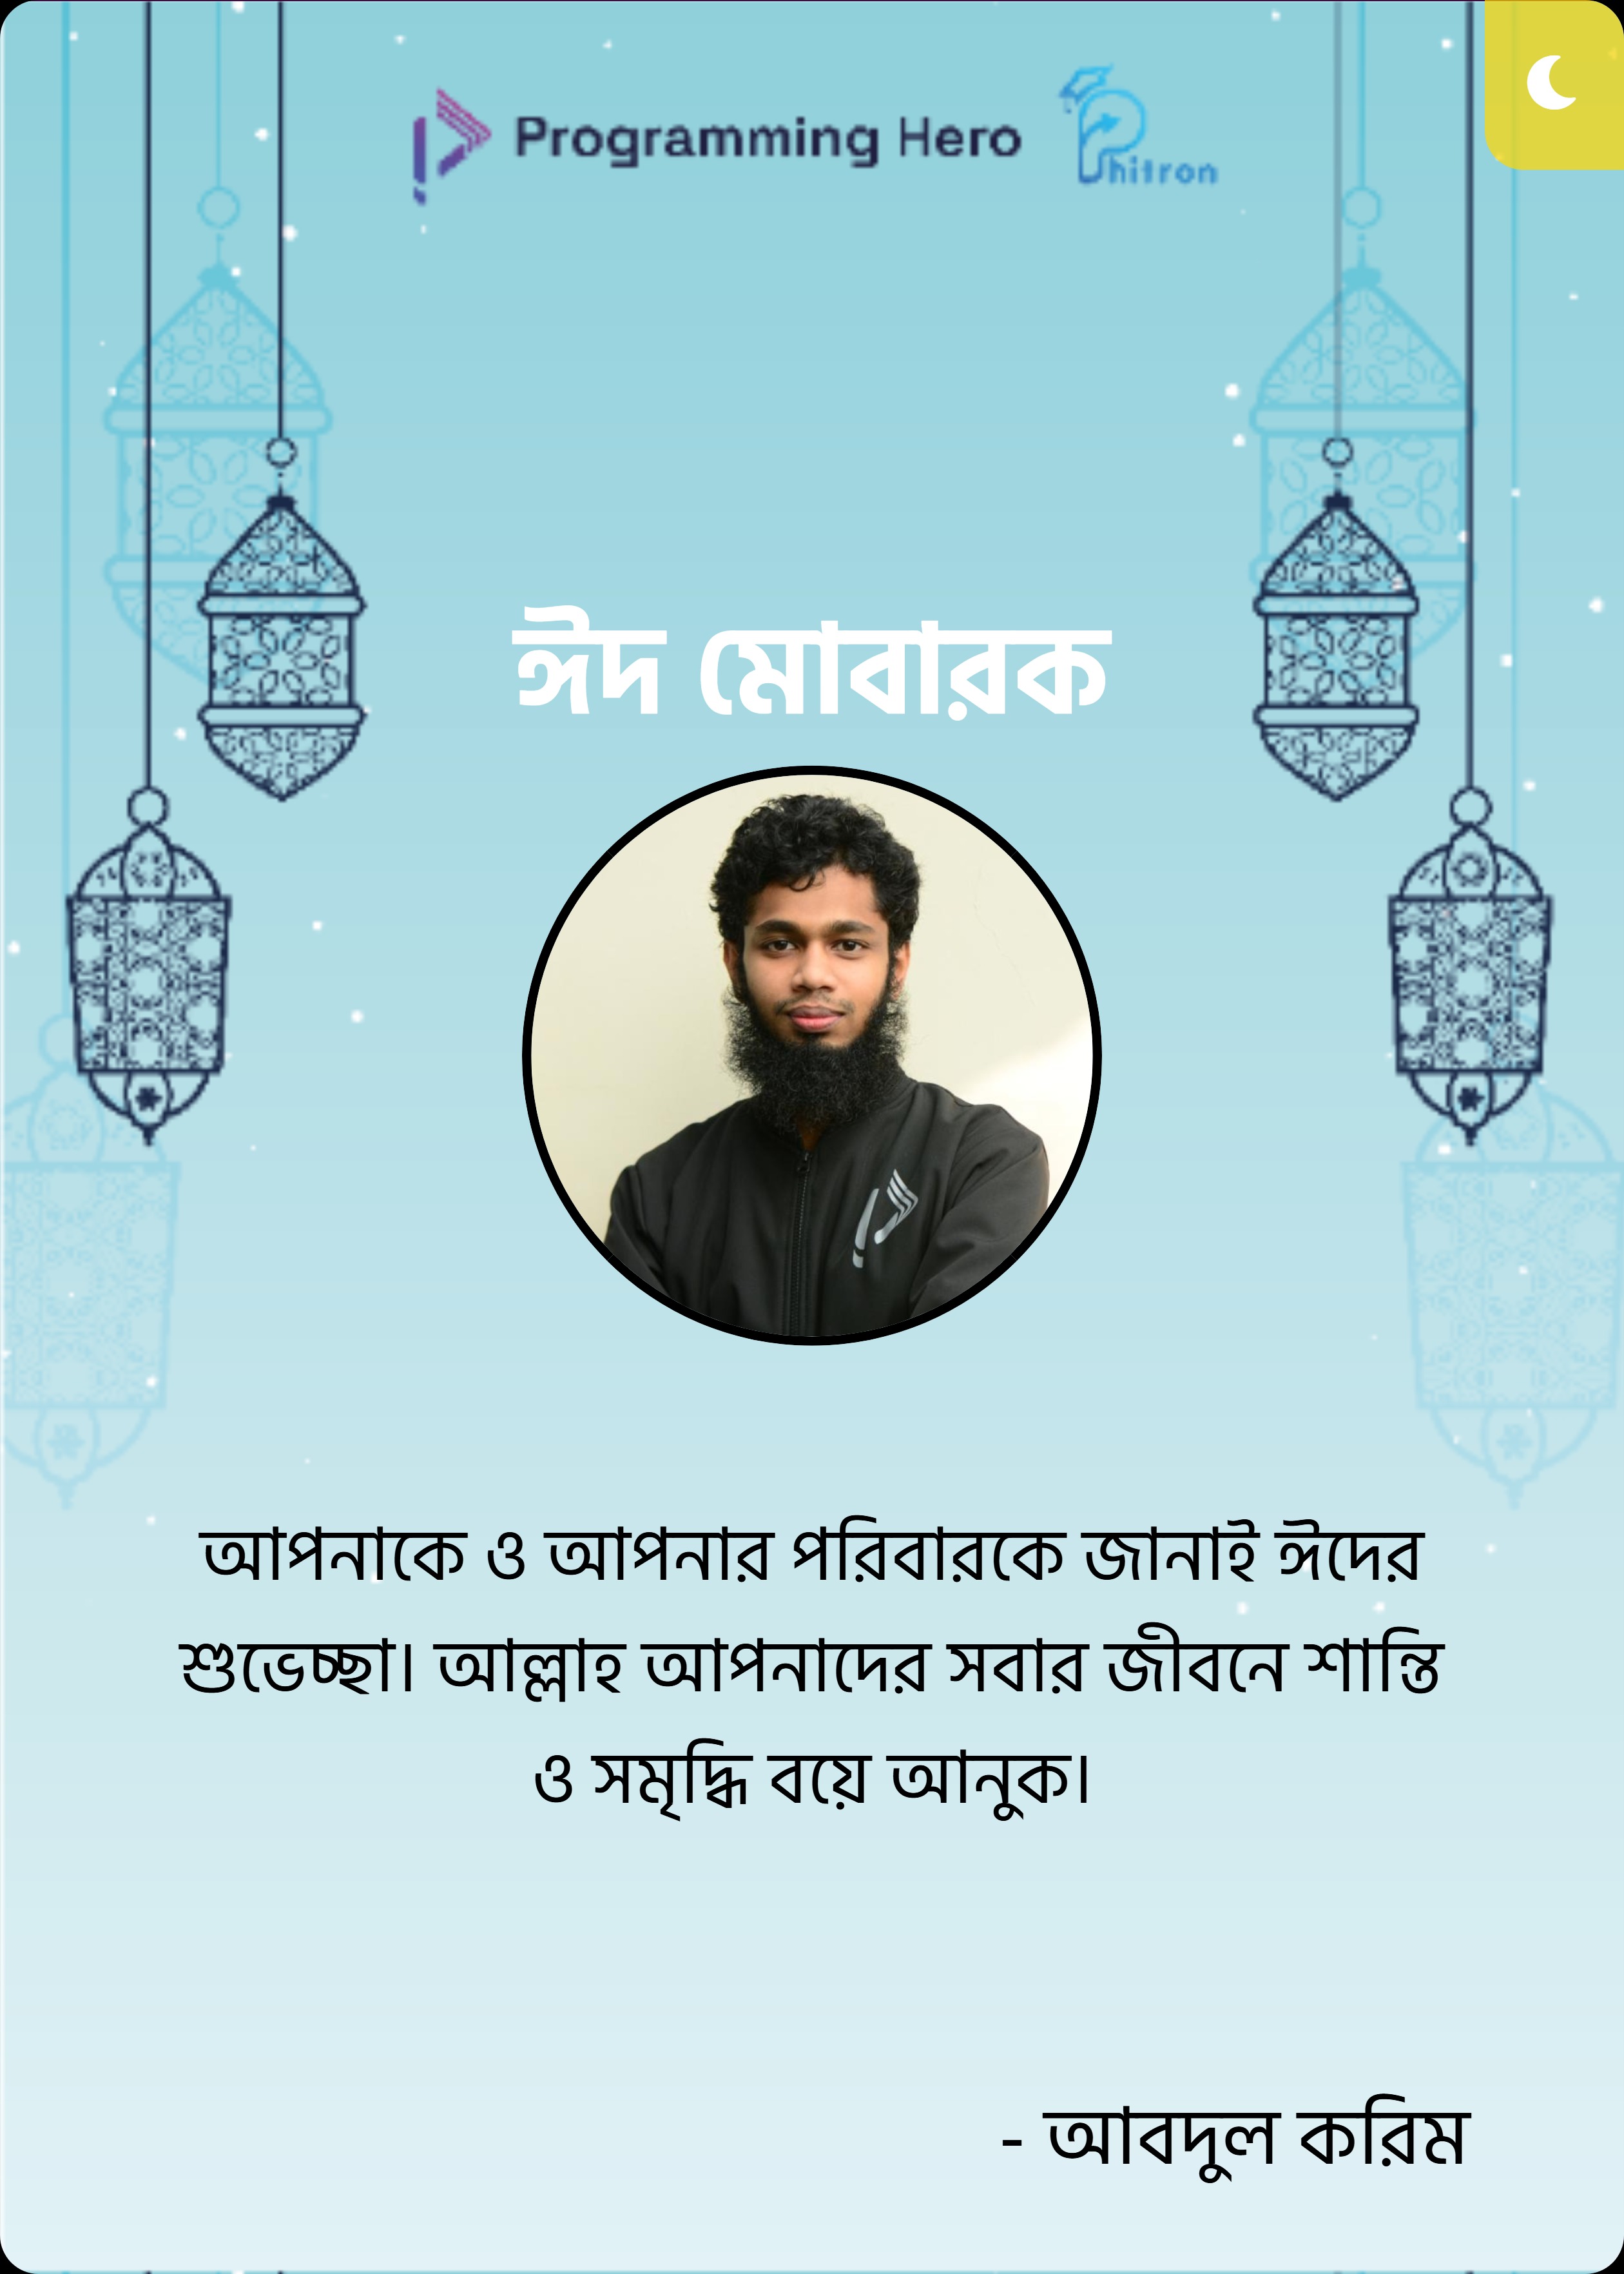 Programming Hero
Phitron
ঈদ মোবারক
আপনাকে ও আপনার পরিবারকে জানাই ঈদের
শুভেচ্ছা। আল্লাহ আপনাদের সবার জীবনে শান্তি
ও সমৃদ্ধি বয়ে আনুক।
- আবদুল করিম